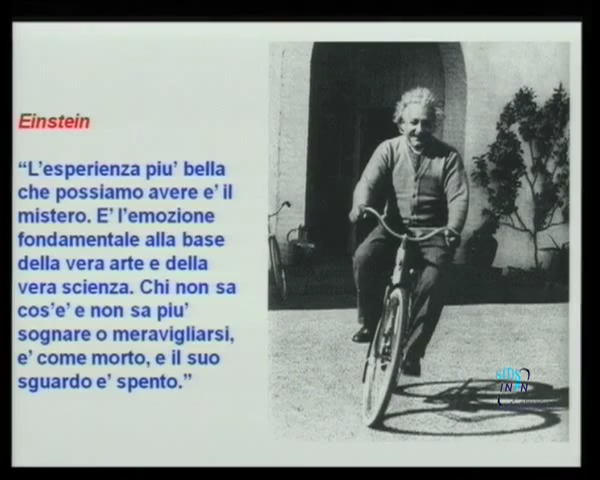 Einstein
“L’esperienza piu’ bella
che possiamo avere e’ il
mistero. E’ l’emozione
fondamentale alla base
della vera arte e della
vera scienza. Chi non sa
cos’e’ e non sa piu’
sognare o meravigliarsi,
e’ come morto, e il suo
sguardo e’ spento.”
SIDS